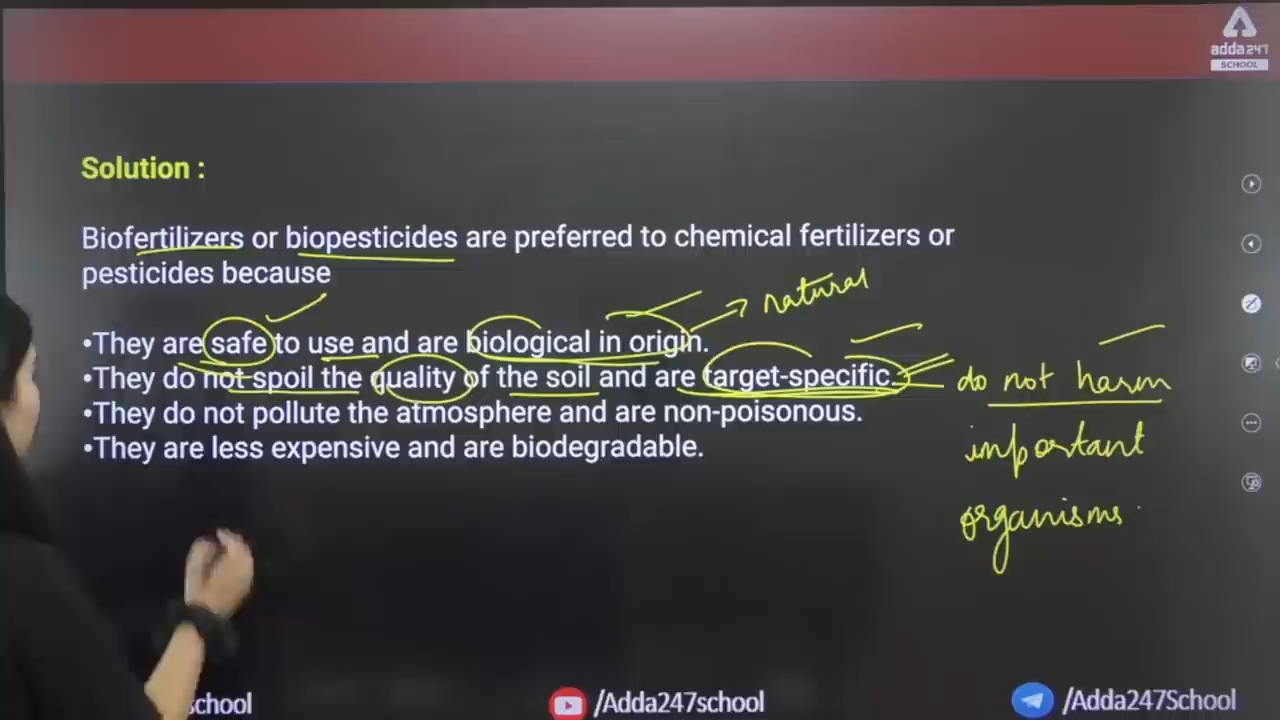 adda247
SCHOOL
Solution :
Biofertilizers or biopesticides are preferred to chemical fertilizers or
pesticides because
natural
•They are safe to use and are biological in origin.
•They do not spoil the quality of the soil and are target-specific.
do not harm
important
organisms
•They do not pollute the atmosphere and are non-poisonous.
•They are less expensive and are biodegradable.
school
/Adda247school
/Adda247School